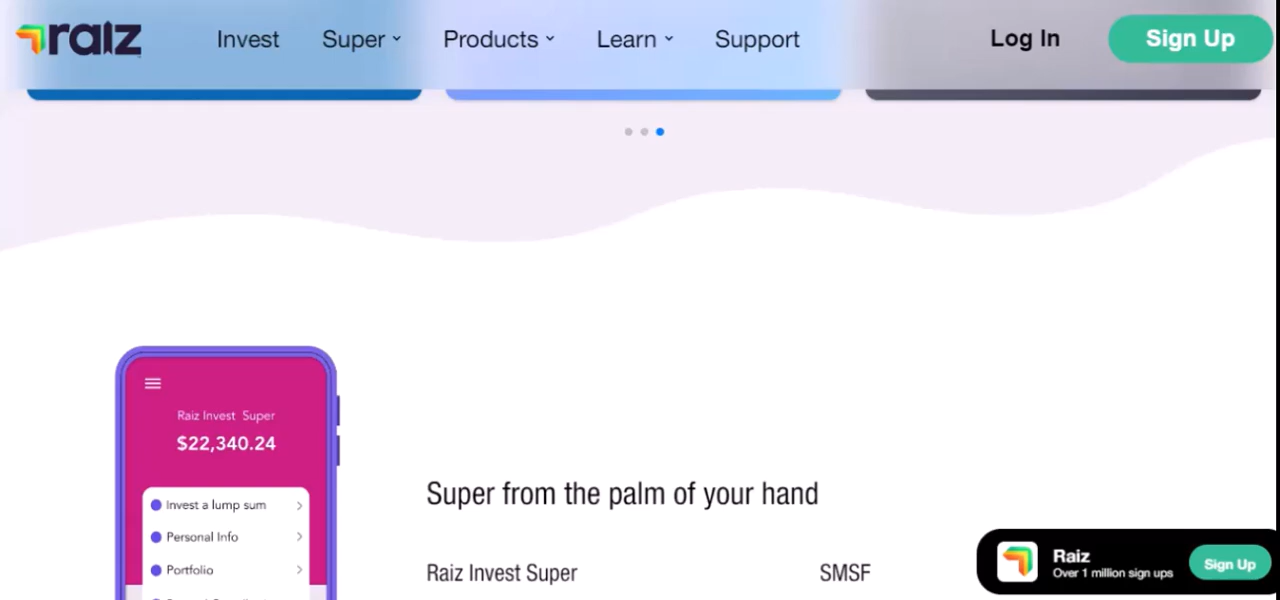 raiz
Invest
Super
Products
Learn
Support
Log In
Sign Up
Raiz Invest Super
$22,340.24
Invest a lump sum
Personal Info
Portfolio
Super from the palm of your hand
Raiz Invest Super
SMSF
Raiz
Over 1 million sign ups
Sign Up